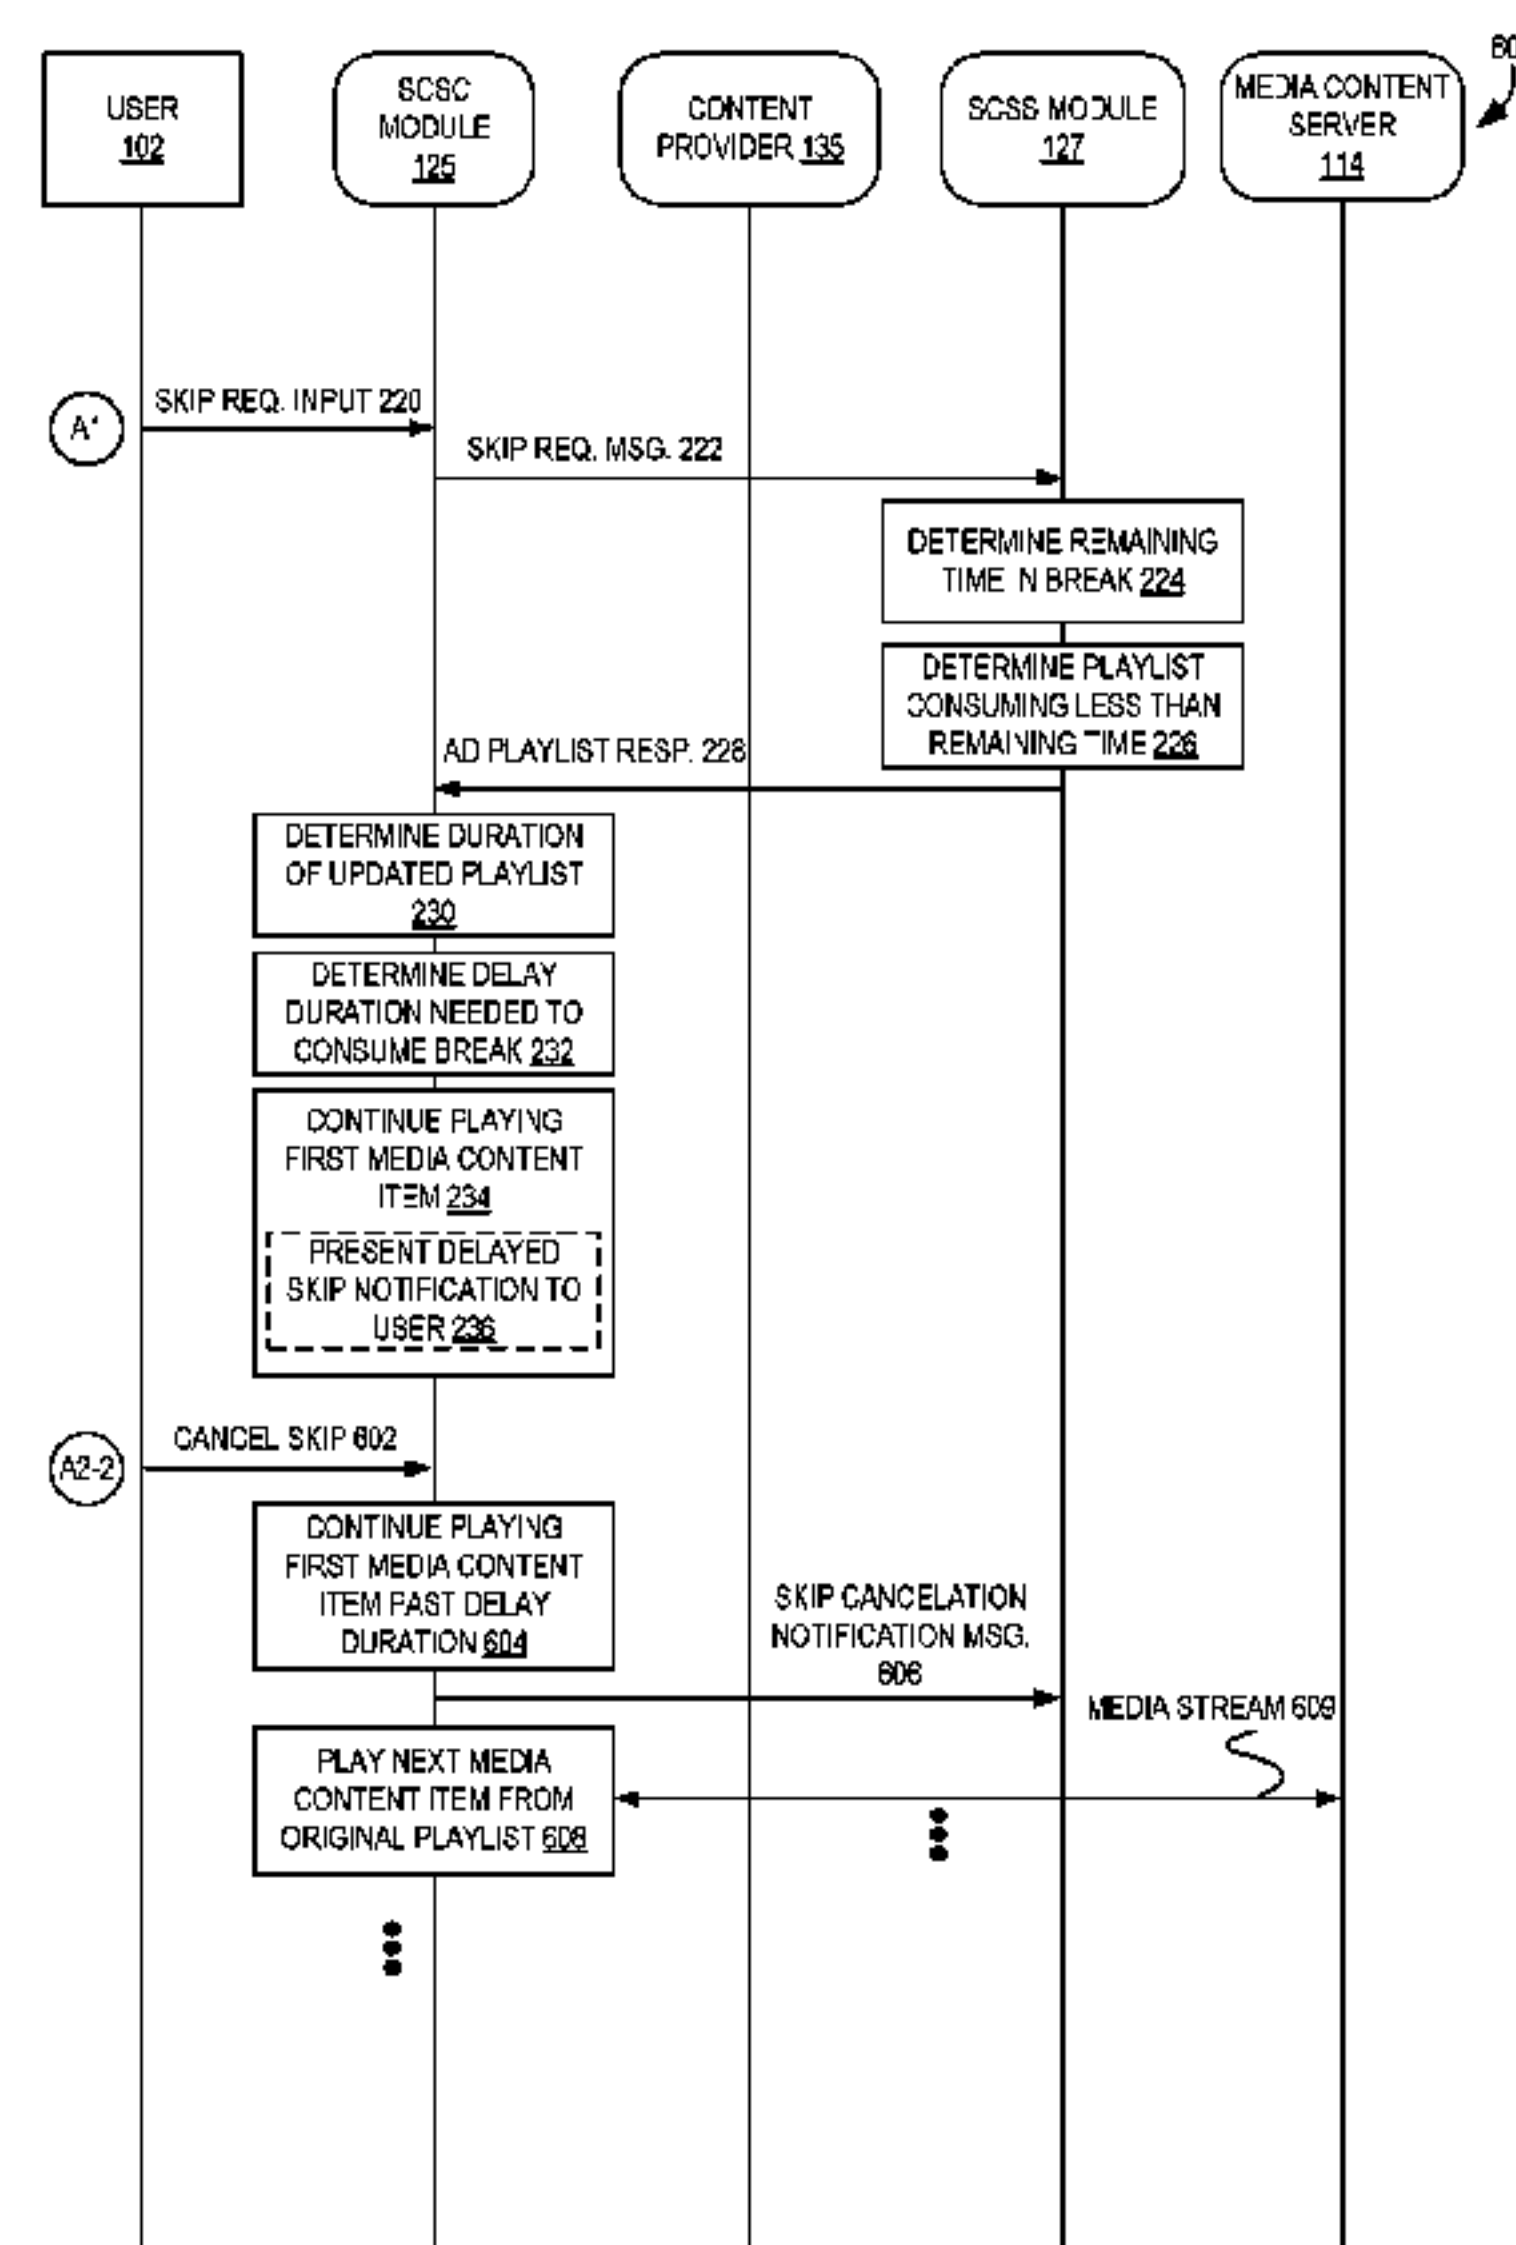 60
USER
102
SCSC
MODULE
125
CONTENT
PROVIDER 135
SCSS MODULE
127
MEDIA CONTENT
SERVER
114
A1
SKIP REQ. INPUT 220
SKIP REQ. MSG. 222
DETERMINE REMAINING
TIME IN BREAK 224
DETERMINE PLAYLIST
CONSUMING LESS THAN
REMAINING TIME 226
AD PLAYLIST RESP. 228
DETERMINE DURATION
OF UPDATED PLAYLIST
230
DETERMINE DELAY
DURATION NEEDED TO
CONSUME BREAK 232
CONTINUE PLAYING
FIRST MEDIA CONTENT
ITEM 234
PRESENT DELAYED
SKIP NOTIFICATION TO
USER 236
A2-2
CANCEL SKIP 602
CONTINUE PLAYING
FIRST MEDIA CONTENT
ITEM PAST DELAY
DURATION 604
SKIP CANCELATION
NOTIFICATION MSG.
606
MEDIA STREAM 609
PLAY NEXT MEDIA
CONTENT ITEM FROM
ORIGINAL PLAYLIST 608